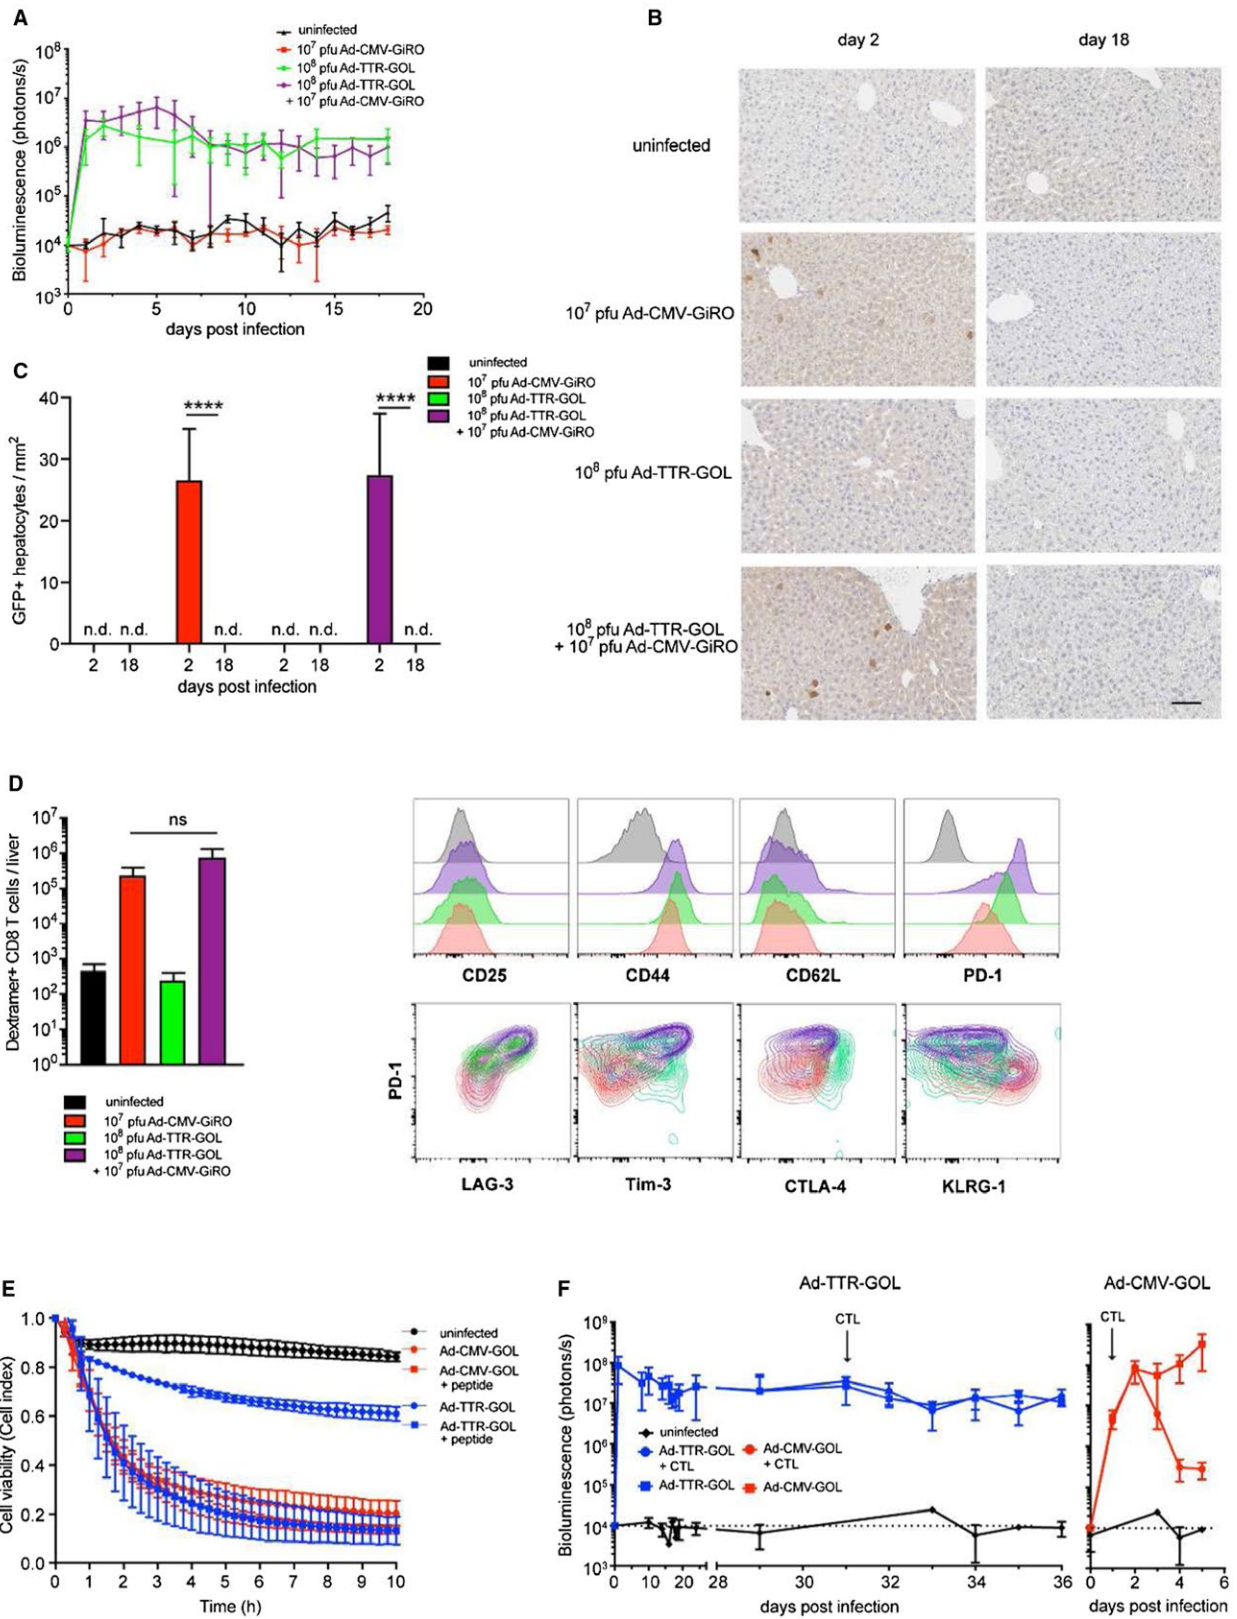 A
uninfected
10⁷ pfu Ad-CMV-GiRO
10⁸ pfu Ad-TTR-GOL
10⁸ pfu Ad-TTR-GOL
+ 10⁷ pfu Ad-CMV-GiRO
Bioluminescence (photons/s)
10⁸
10⁷
10⁶
10⁵
10⁴
10³
0 5 10 15 20
days post infection
B
day 2 day 18
uninfected
10⁷ pfu Ad-CMV-GiRO
10⁸ pfu Ad-TTR-GOL
10⁸ pfu Ad-TTR-GOL
+ 10⁷ pfu Ad-CMV-GiRO
C
uninfected
10⁷ pfu Ad-CMV-GiRO
10⁸ pfu Ad-TTR-GOL
10⁸ pfu Ad-TTR-GOL
+ 10⁷ pfu Ad-CMV-GiRO
GFP+ hepatocytes / mm²
40
30
20
10
0
**** ****
n.d. n.d. n.d. n.d. n.d. n.d.
2 18 2 18 2 18 2 18
days post infection
D
Dextramer+ CD8 T cells / liver
10⁷
10⁶
10⁵
10⁴
10³
10²
10¹
10⁰
ns
uninfected
10⁷ pfu Ad-CMV-GiRO
10⁸ pfu Ad-TTR-GOL
10⁸ pfu Ad-TTR-GOL
+ 10⁷ pfu Ad-CMV-GiRO
CD25 CD44 CD62L PD-1
PD-1
LAG-3 Tim-3 CTLA-4 KLRG-1
E
Cell viability (Cell index)
1.0
0.8
0.6
0.4
0.2
0.0
0 1 2 3 4 5 6 7 8 9 10
Time (h)
uninfected
Ad-CMV-GOL
Ad-CMV-GOL
+ peptide
Ad-TTR-GOL
Ad-TTR-GOL
+ peptide
F
Ad-TTR-GOL Ad-CMV-GOL
CTL CTL
Bioluminescence (photons/s)
10⁹
10⁸
10⁷
10⁶
10⁵
10⁴
10³
uninfected
Ad-TTR-GOL
+ CTL
Ad-TTR-GOL
Ad-CMV-GOL
+ CTL
Ad-CMV-GOL
0 10 20 28 30 32 34 36 0 2 4 6
days post infection days post infection